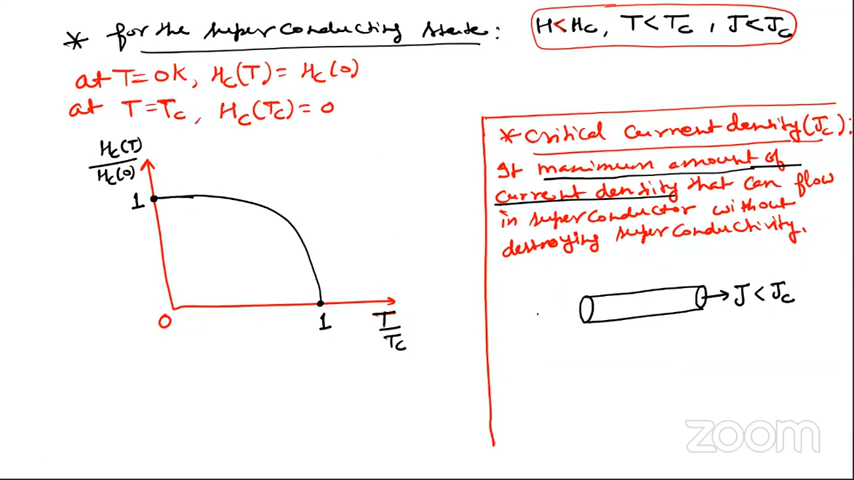 * for the superconducting state: H < Hc, T < Tc, J < Jc
at T = 0K, Hc(T) = Hc(0)
at T = Tc, Hc(Tc) = 0
Hc(T)
Hc(0)
1
0
1
T
Tc
* Critical current density (Jc):
It maximum amount of
current density that can flow
in superconductor without
destroying superconductivity.
J < Jc
zoom